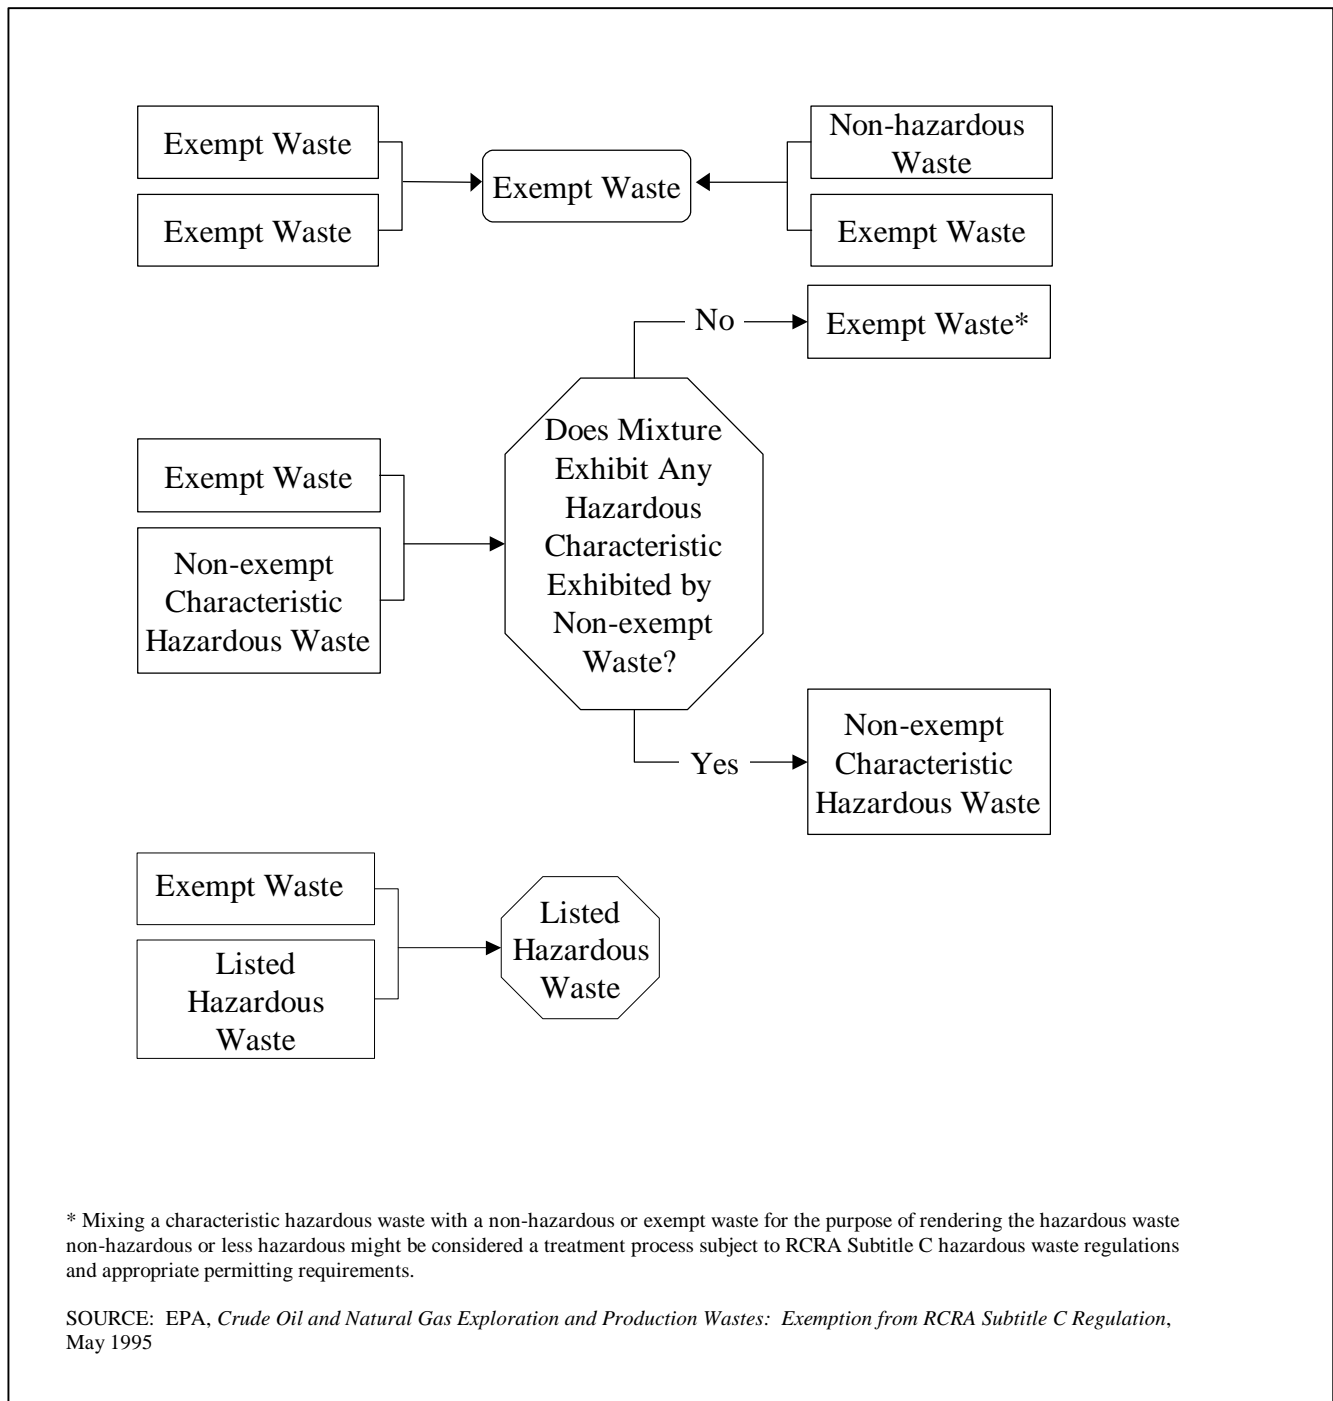 Exempt Waste
Exempt Waste
Exempt Waste
Non-hazardous
Waste
Exempt Waste
No
Exempt Waste*
Exempt Waste
Non-exempt
Characteristic
Hazardous Waste
Does Mixture
Exhibit Any
Hazardous
Characteristic
Exhibited by
Non-exempt
Waste?
Yes
Non-exempt
Characteristic
Hazardous Waste
Exempt Waste
Listed
Hazardous
Waste
Listed
Hazardous
Waste
* Mixing a characteristic hazardous waste with a non-hazardous or exempt waste for the purpose of rendering the hazardous waste
non-hazardous or less hazardous might be considered a treatment process subject to RCRA Subtitle C hazardous waste regulations
and appropriate permitting requirements.
SOURCE: EPA, Crude Oil and Natural Gas Exploration and Production Wastes: Exemption from RCRA Subtitle C Regulation,
May 1995